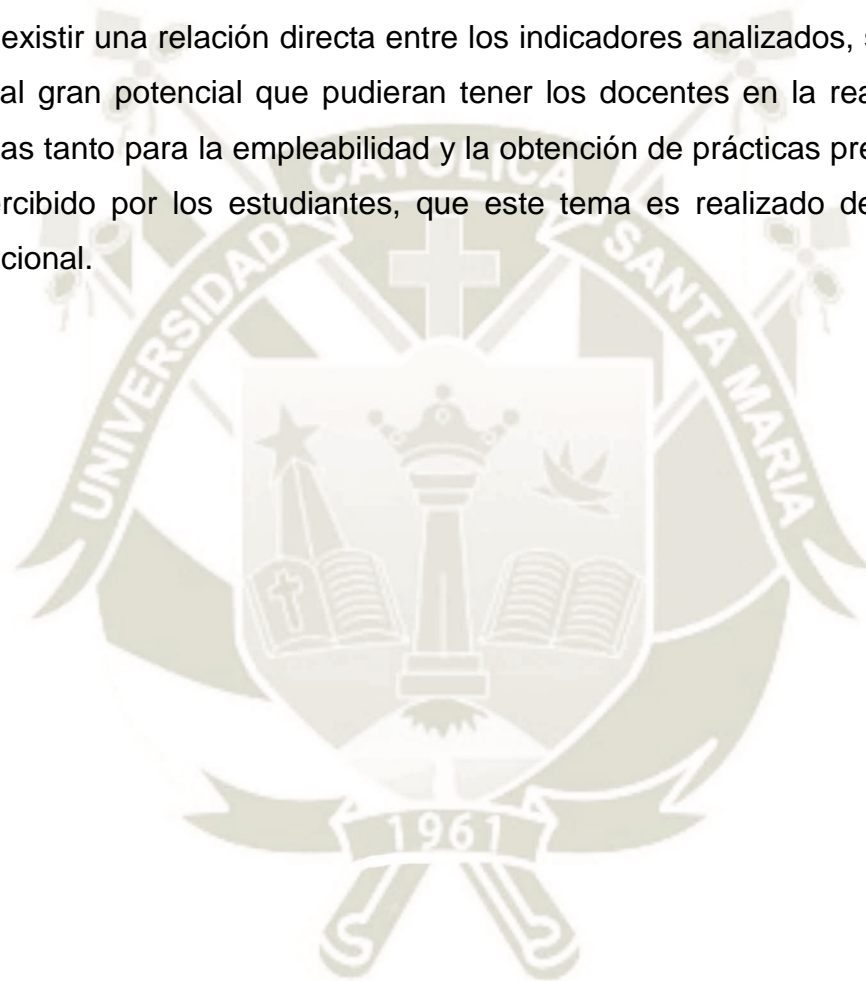 existir una relación directa entre los indicadores analizados, s
al gran potencial que pudieran tener los docentes en la rea
as tanto para la empleabilidad y la obtención de prácticas pre
rcibido por los estudiantes, que este tema es realizado de
cional.
UNIVERSIDAD CATOLICA SANTA MARIA
1961